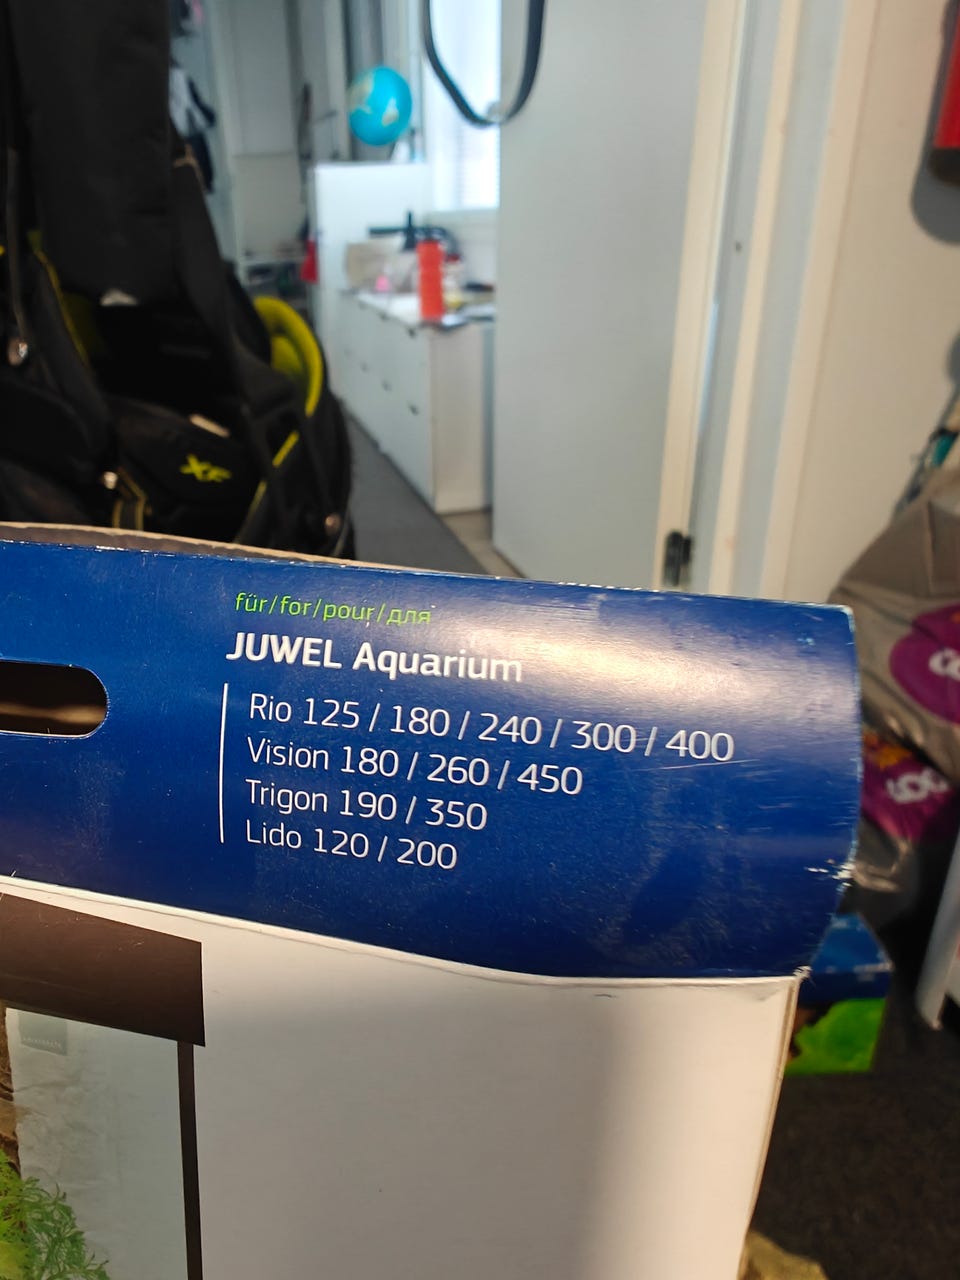 XF
für/for/pour/для
JUWEL Aquarium
Rio 125 / 180 / 240 / 300 / 400
Vision 180 / 260 / 450
Trigon 190 / 350
Lido 120 / 200